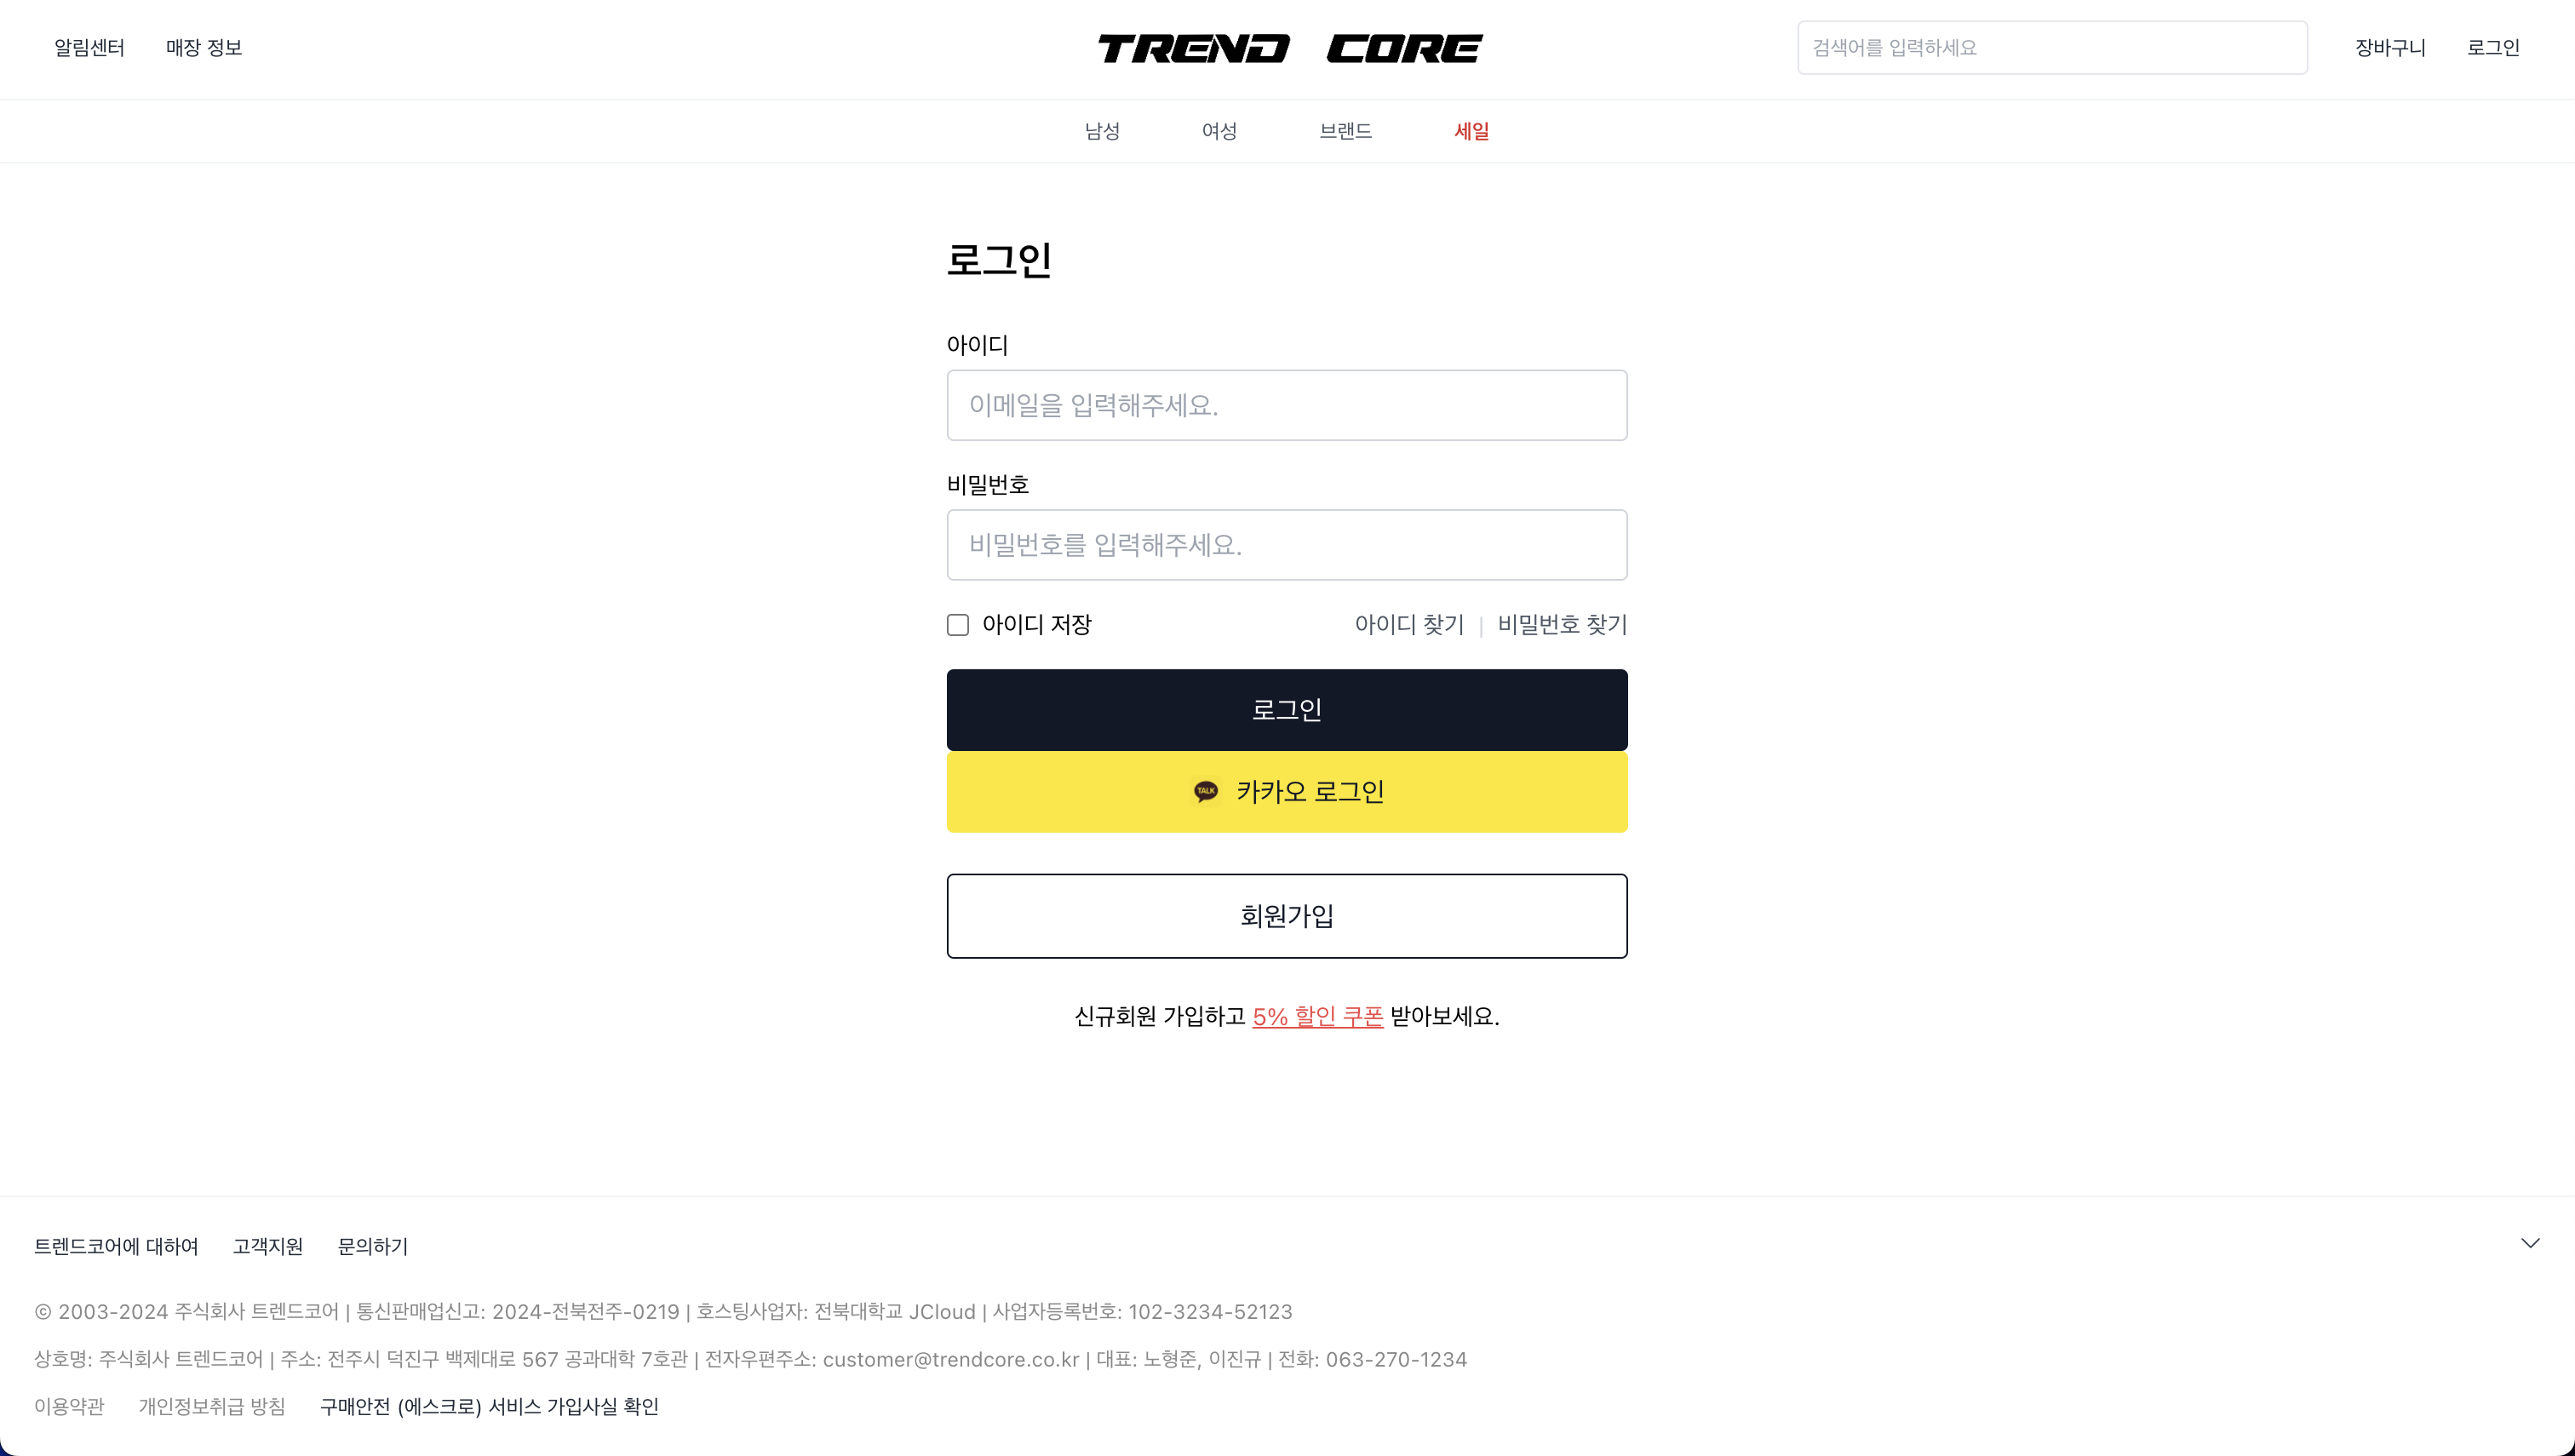 알림센터 매장 정보 TREND CORE 검색어를 입력하세요 장바구니 로그인
남성 여성 브랜드 세일
로그인
아이디
이메일을 입력해주세요.
비밀번호
비밀번호를 입력해주세요.
아이디 저장 아이디 찾기 | 비밀번호 찾기
로그인
TALK 카카오 로그인
회원가입
신규회원 가입하고 5% 할인 쿠폰 받아보세요.
트렌드코어에 대하여 고객지원 문의하기
© 2003-2024 주식회사 트렌드코어 | 통신판매업신고: 2024-전북전주-0219 | 호스팅사업자: 전북대학교 JCloud | 사업자등록번호: 102-3234-52123
상호명: 주식회사 트렌드코어 | 주소: 전주시 덕진구 백제대로 567 공과대학 7호관 | 전자우편주소: customer@trendcore.co.kr | 대표: 노형준, 이진규 | 전화: 063-270-1234
이용약관 개인정보취급 방침 구매안전 (에스크로) 서비스 가입사실 확인